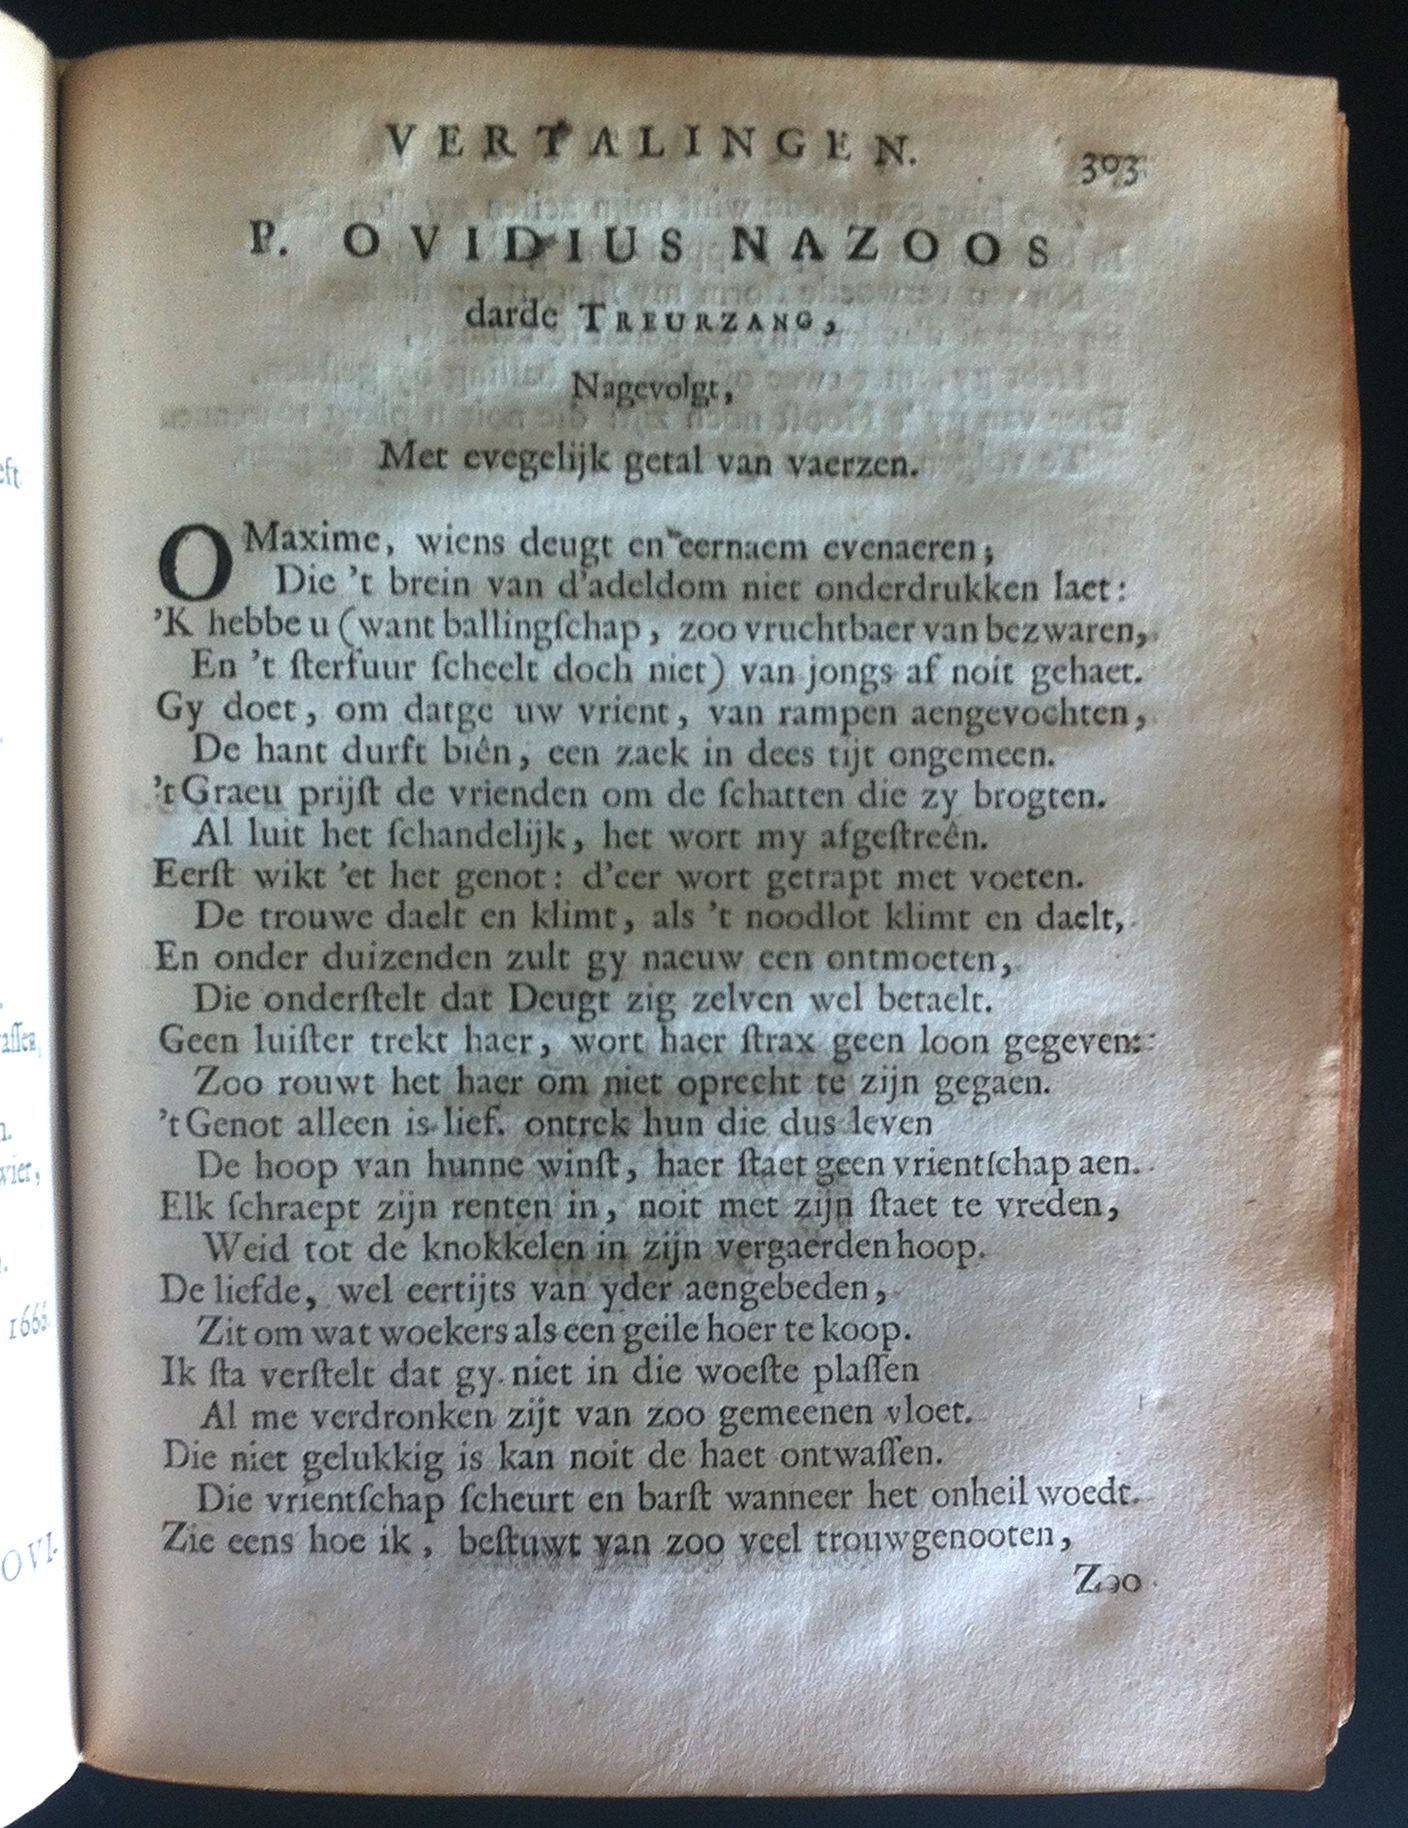 VERTALINGEN.
303
P. OVIDIUS NAZOOS
darde TREURZANG,
Nagevolgt,
Met evegelijk getal van vaerzen.
O Maxime, wiens deugt en eernaem evenaeren;
Die 't brein van d'adeldom niet onderdrukken laet:
'K hebbe u (want ballingſchap, zoo vruchtbaer van bezwaren,
En 't sterfuur ſcheelt doch niet) van jongs af noit gehaet.
Gy doet, om datge uw vrient, van rampen aengevochten,
De hant durft biên, een zaek in dees tijt ongemeen.
't Graeu prijſt de vrienden om de ſchatten die zy brogten.
Al luit het ſchandelijk, het wort my afgeſtreên.
Eerſt wikt 'et het genot: d'eer wort getrapt met voeten.
De trouwe daelt en klimt, als 't noodlot klimt en daelt,
En onder duizenden zult gy naeuw een ontmoeten,
Die onderſtelt dat Deugt zig zelven wel betaelt.
Geen luiſter trekt haer, wort haer ſtrax geen loon gegeven:
Zoo rouwt het haer om niet oprecht te zijn gegaen.
't Genot alleen is lief. ontrek hun die dus leven
De hoop van hunne winſt, haer ſtaet geen vrientſchap aen.
Elk ſchraept zijn renten in, noit met zijn ſtaet te vreden,
Weid tot de knokkelen in zijn vergaerden hoop.
De liefde, wel eertijts van yder aengebeden,
Zit om wat woekers als een geile hoer te koop.
Ik ſta verſtelt dat gy niet in die woeſte plaſſen
Al me verdronken zijt van zoo gemeenen vloet.
Die niet gelukkig is kan noit de haet ontwaſſen.
Die vrientſchap ſcheurt en barſt wanneer het onheil woedt.
Zie eens hoe ik, beſtuwt van zoo veel trouwgenooten,
Zoo
eft
aſſen,
vier,
1666.
OVI-